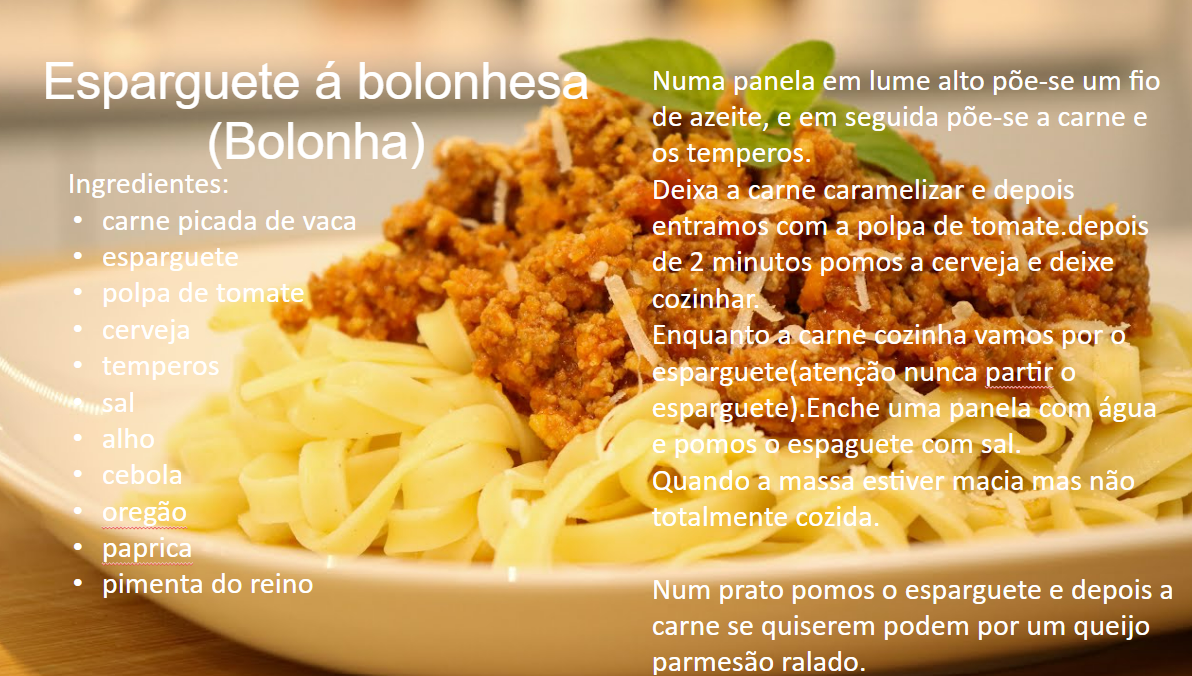 Esparguete á bolonhesa
(Bolonha)
Ingredientes:
• carne picada de vaca
• esparguete
• polpa de tomate
• cerveja
• temperos
• sal
• alho
• cebola
• oregão
• paprica
• pimenta do reino
Numa panela em lume alto põe-se um fio
de azeite, e em seguida põe-se a carne e
os temperos.
Deixa a carne caramelizar e depois
entramos com a polpa de tomate.depois
de 2 minutos pomos a cerveja e deixe
cozinhar.
Enquanto a carne cozinha vamos por o
esparguete(atenção nunca partir o
esparguete).Enche uma panela com água
e pomos o espaguete com sal.
Quando a massa estiver macia mas não
totalmente cozida.
Num prato pomos o esparguete e depois a
carne se quiserem podem por um queijo
parmesão ralado.